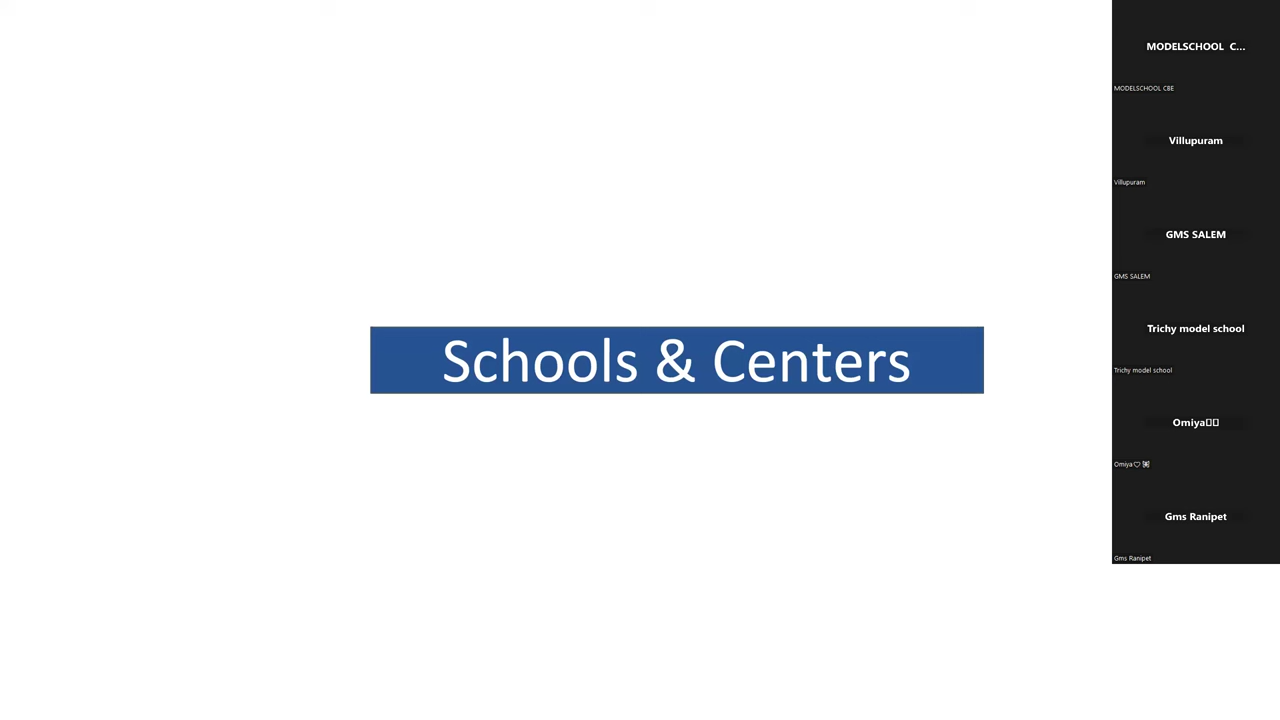 Schools & Centers
MODELSCHOOL C...
MODELSCHOOL CBE
Villupuram
Villupuram
GMS SALEM
GMS SALEM
Trichy model school
Trichy model school
Omiya
Omiya♡
Gms Ranipet
Gms Ranipet